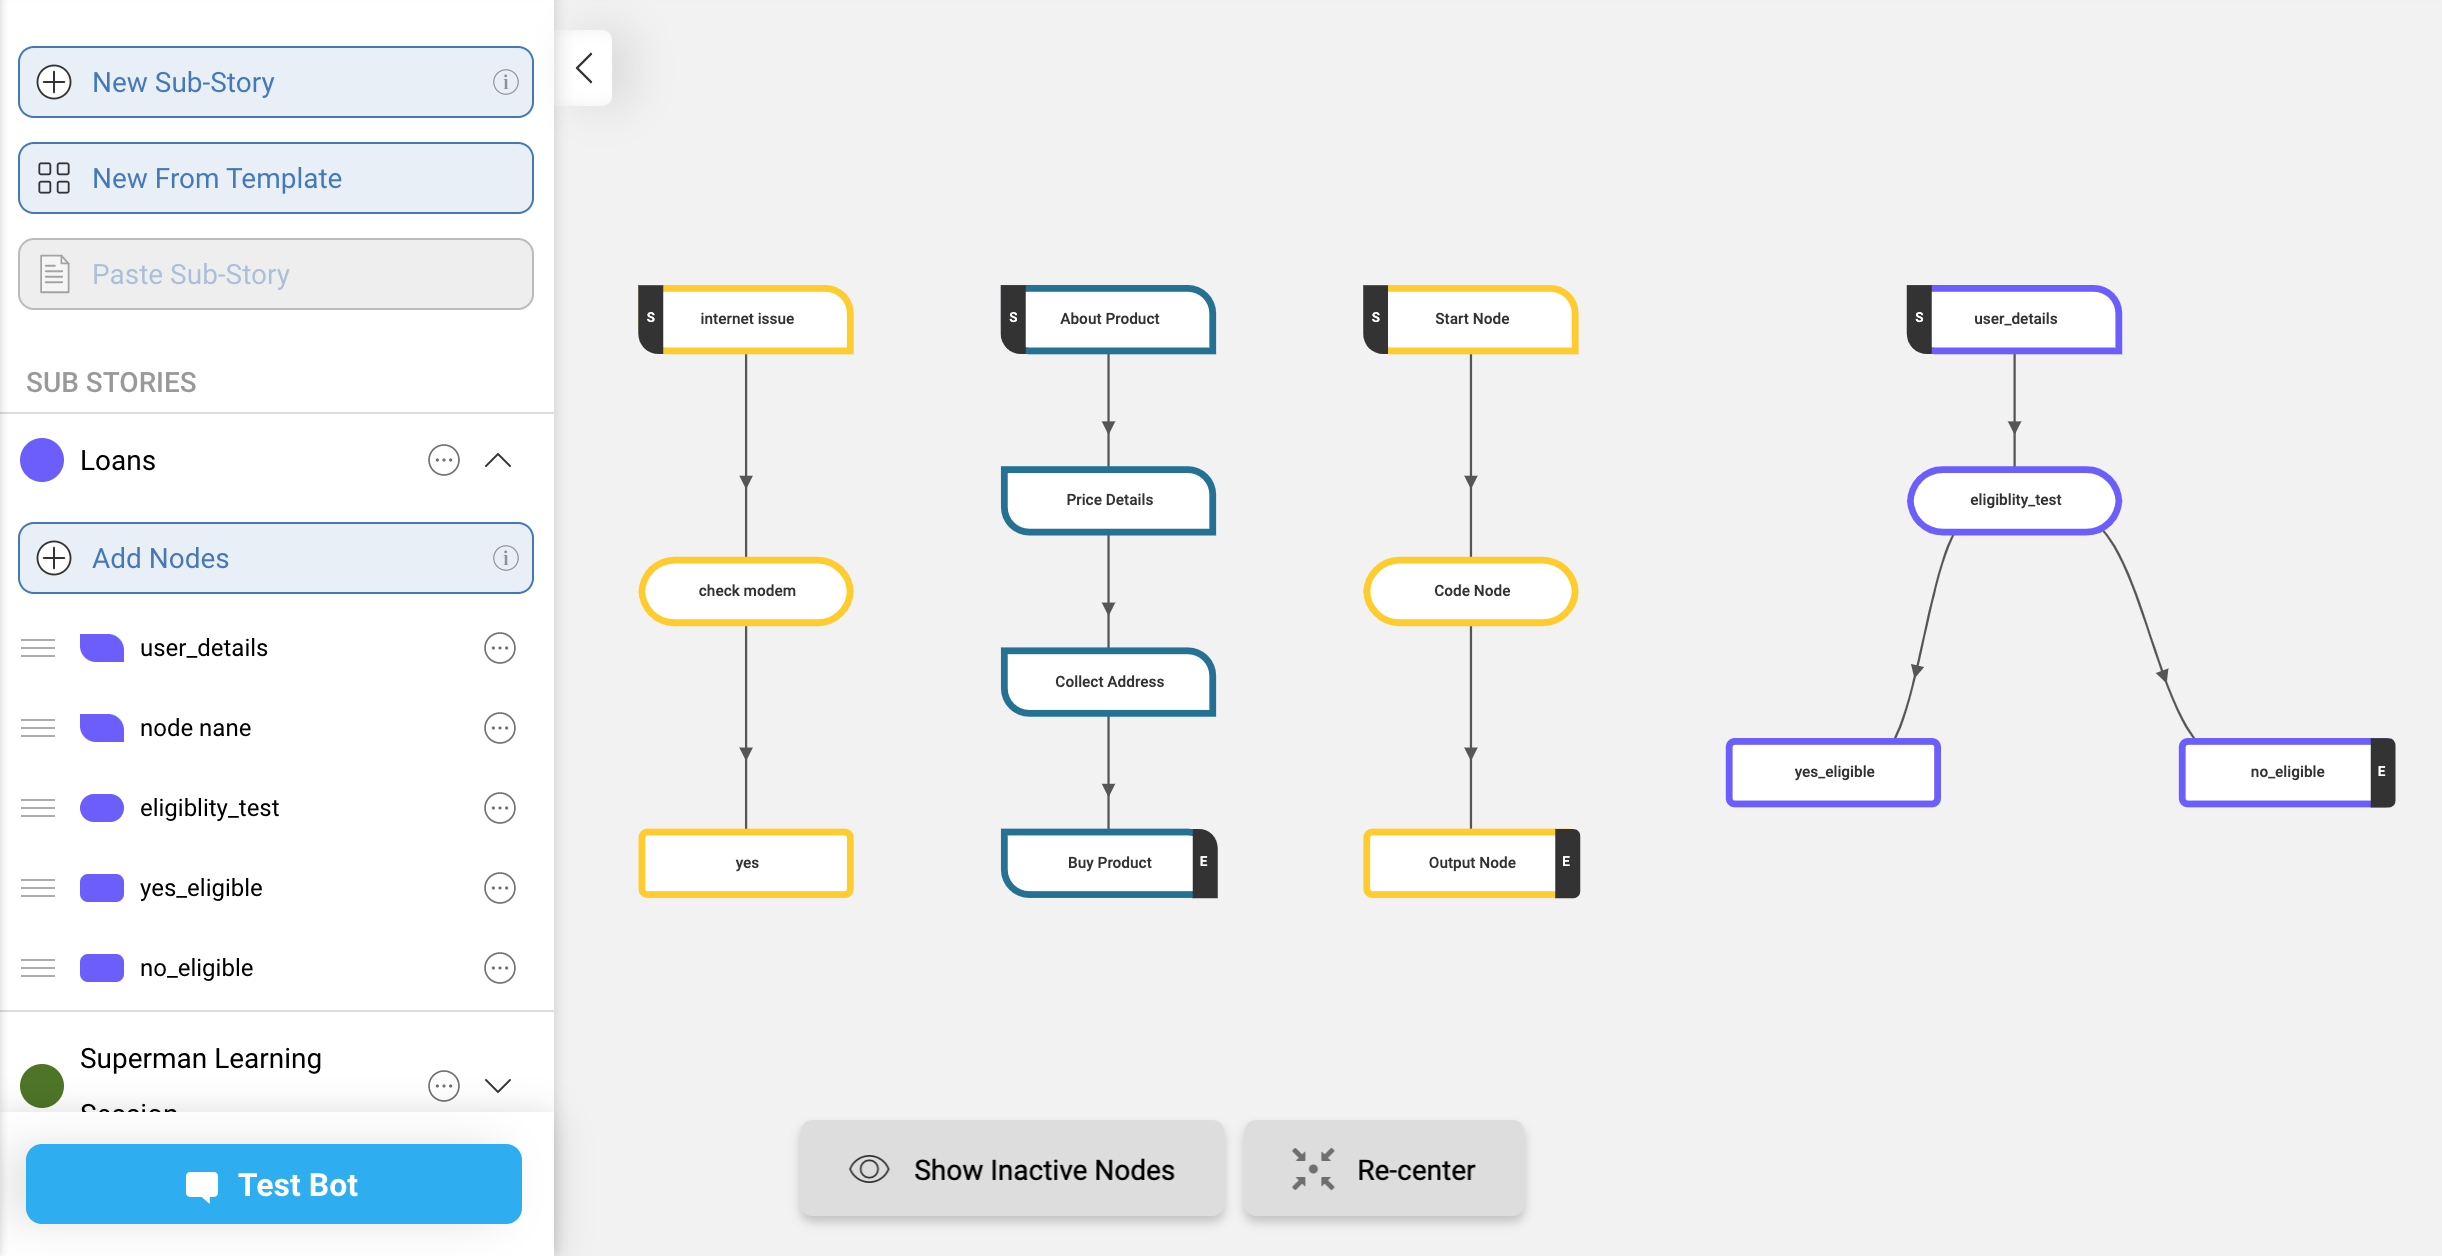 New Sub-Story
New From Template
Paste Sub-Story
SUB STORIES
Loans
Add Nodes
user_details
node nane
eligiblity_test
yes_eligible
no_eligible
Superman Learning
Session
Test Bot
S internet issue
check modem
yes
S About Product
Price Details
Collect Address
Buy Product E
S Start Node
Code Node
Output Node E
S user_details
eligiblity_test
yes_eligible
no_eligible E
Show Inactive Nodes
Re-center